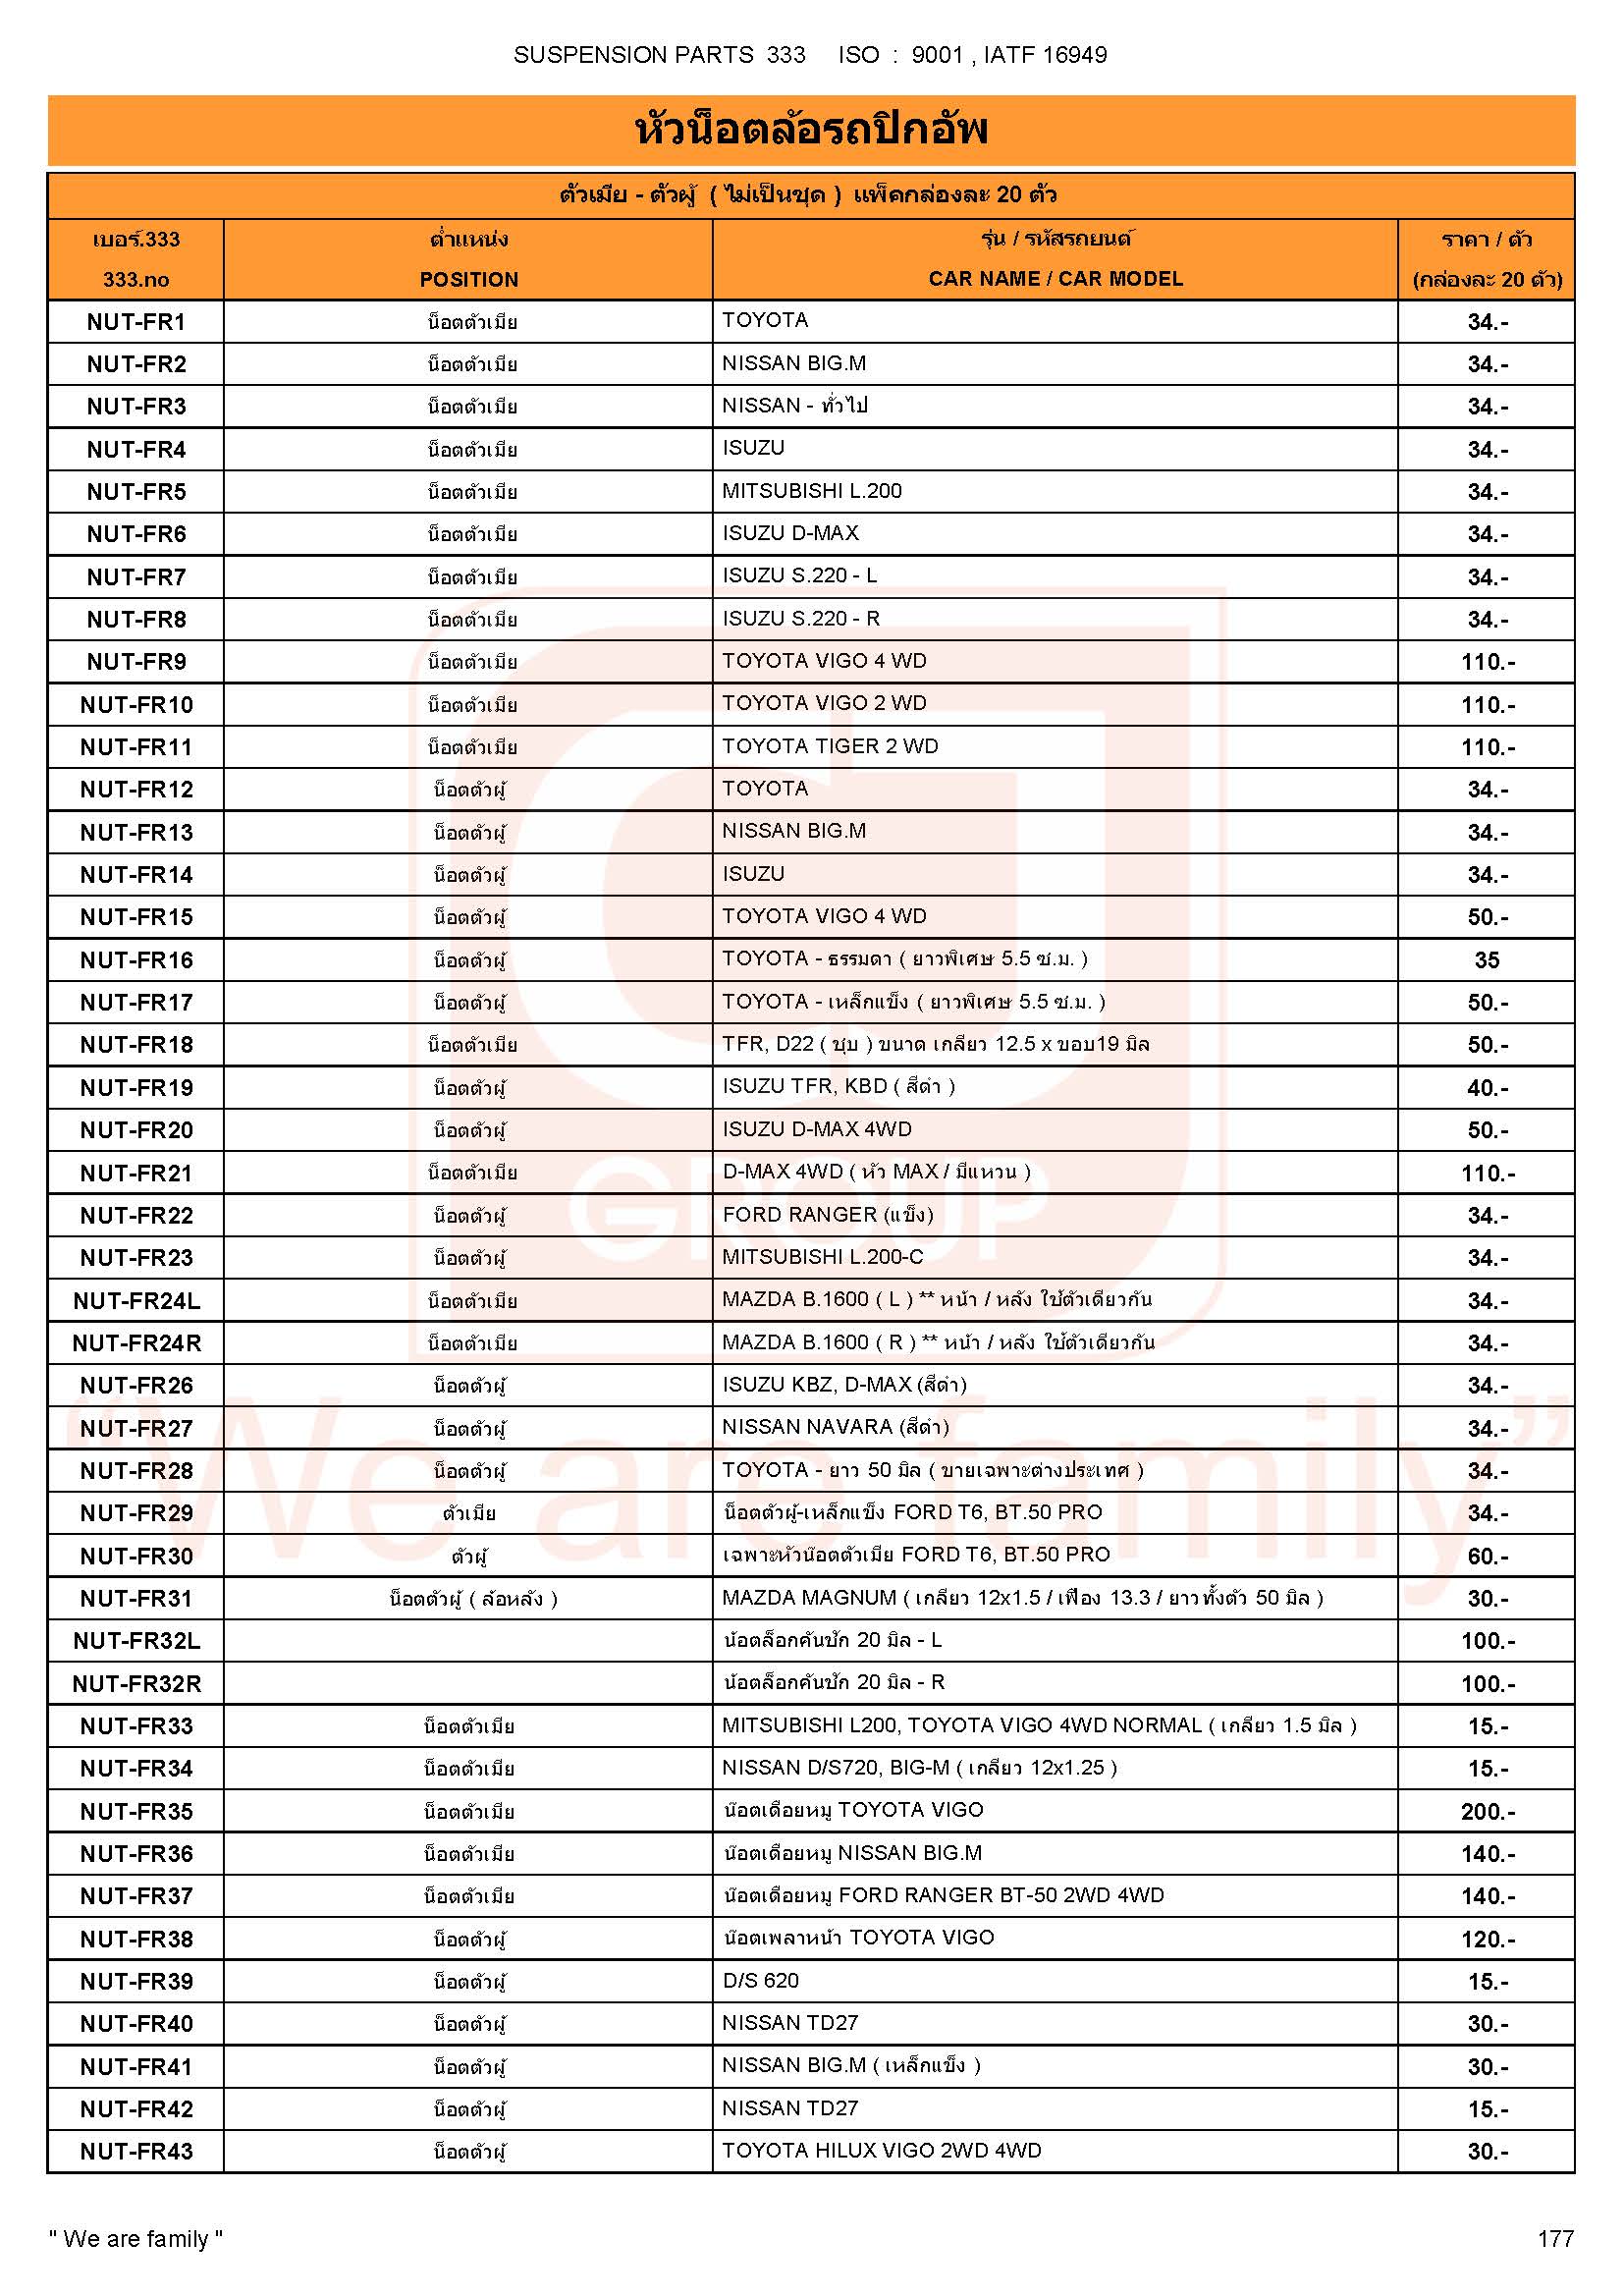 SUSPENSION PARTS 333 ISO : 9001 , IATF 16949
หัวน็อตล้อรถปิกอัพ
ตัวเมีย - ตัวผู้ ( ไม่เป็นชุด ) แพ็คกล่องละ 20 ตัว
เบอร์.333 ตำแหน่ง รุ่น / รหัสรถยนต์ ราคา / ตัว
333.no POSITION CAR NAME / CAR MODEL (กล่องละ 20 ตัว)
NUT-FR1 น็อตตัวเมีย TOYOTA 34.-
NUT-FR2 น็อตตัวเมีย NISSAN BIG.M 34.-
NUT-FR3 น็อตตัวเมีย NISSAN - ทั่วไป 34.-
NUT-FR4 น็อตตัวเมีย ISUZU 34.-
NUT-FR5 น็อตตัวเมีย MITSUBISHI L.200 34.-
NUT-FR6 น็อตตัวเมีย ISUZU D-MAX 34.-
NUT-FR7 น็อตตัวเมีย ISUZU S.220 - L 34.-
NUT-FR8 น็อตตัวเมีย ISUZU S.220 - R 34.-
NUT-FR9 น็อตตัวเมีย TOYOTA VIGO 4 WD 110.-
NUT-FR10 น็อตตัวเมีย TOYOTA VIGO 2 WD 110.-
NUT-FR11 น็อตตัวเมีย TOYOTA TIGER 2 WD 110.-
NUT-FR12 น็อตตัวผู้ TOYOTA 34.-
NUT-FR13 น็อตตัวผู้ NISSAN BIG.M 34.-
NUT-FR14 น็อตตัวผู้ ISUZU 34.-
NUT-FR15 น็อตตัวผู้ TOYOTA VIGO 4 WD 50.-
NUT-FR16 น็อตตัวผู้ TOYOTA - ธรรมดา ( ยาวพิเศษ 5.5 ซ.ม. ) 35
NUT-FR17 น็อตตัวผู้ TOYOTA - เหล็กแข็ง ( ยาวพิเศษ 5.5 ซ.ม. ) 50.-
NUT-FR18 น็อตตัวเมีย TFR, D22 ( ชุบ ) ขนาด เกลียว 12.5 x ขอบ19 มิล 50.-
NUT-FR19 น็อตตัวผู้ ISUZU TFR, KBD ( สีดำ ) 40.-
NUT-FR20 น็อตตัวผู้ ISUZU D-MAX 4WD 50.-
NUT-FR21 น็อตตัวเมีย D-MAX 4WD ( หัว MAX / มีแหวน ) 110.-
NUT-FR22 น็อตตัวผู้ FORD RANGER (แข็ง) 34.-
NUT-FR23 น็อตตัวผู้ MITSUBISHI L.200-C 34.-
NUT-FR24L น็อตตัวเมีย MAZDA B.1600 ( L ) ** หน้า / หลัง ใช้ตัวเดียวกัน 34.-
NUT-FR24R น็อตตัวเมีย MAZDA B.1600 ( R ) ** หน้า / หลัง ใช้ตัวเดียวกัน 34.-
NUT-FR26 น็อตตัวผู้ ISUZU KBZ, D-MAX (สีดำ) 34.-
NUT-FR27 น็อตตัวผู้ NISSAN NAVARA (สีดำ) 34.-
NUT-FR28 น็อตตัวผู้ TOYOTA - ยาว 50 มิล ( ขายเฉพาะต่างประเทศ ) 34.-
NUT-FR29 ตัวเมีย น็อตตัวผู้-เหล็กแข็ง FORD T6, BT.50 PRO 34.-
NUT-FR30 ตัวผู้ เฉพาะหัวน๊อตตัวเมีย FORD T6, BT.50 PRO 60.-
NUT-FR31 น็อตตัวผู้ ( ล้อหลัง ) MAZDA MAGNUM ( เกลียว 12x1.5 / เฟือง 13.3 / ยาวทั้งตัว 50 มิล ) 30.-
NUT-FR32L น้อตล็อกคันชัก 20 มิล - L 100.-
NUT-FR32R น้อตล็อกคันชัก 20 มิล - R 100.-
NUT-FR33 น็อตตัวเมีย MITSUBISHI L200, TOYOTA VIGO 4WD NORMAL ( เกลียว 1.5 มิล ) 15.-
NUT-FR34 น็อตตัวเมีย NISSAN D/S720, BIG-M ( เกลียว 12x1.25 ) 15.-
NUT-FR35 น็อตตัวเมีย น๊อตเดือยหมู TOYOTA VIGO 200.-
NUT-FR36 น็อตตัวเมีย น๊อตเดือยหมู NISSAN BIG.M 140.-
NUT-FR37 น็อตตัวเมีย น๊อตเดือยหมู FORD RANGER BT-50 2WD 4WD 140.-
NUT-FR38 น็อตตัวผู้ น๊อตเพลาหน้า TOYOTA VIGO 120.-
NUT-FR39 น็อตตัวผู้ D/S 620 15.-
NUT-FR40 น็อตตัวผู้ NISSAN TD27 30.-
NUT-FR41 น็อตตัวผู้ NISSAN BIG.M ( เหล็กแข็ง ) 30.-
NUT-FR42 น็อตตัวผู้ NISSAN TD27 15.-
NUT-FR43 น็อตตัวผู้ TOYOTA HILUX VIGO 2WD 4WD 30.-
GROUP
“We are family”
" We are family " 177